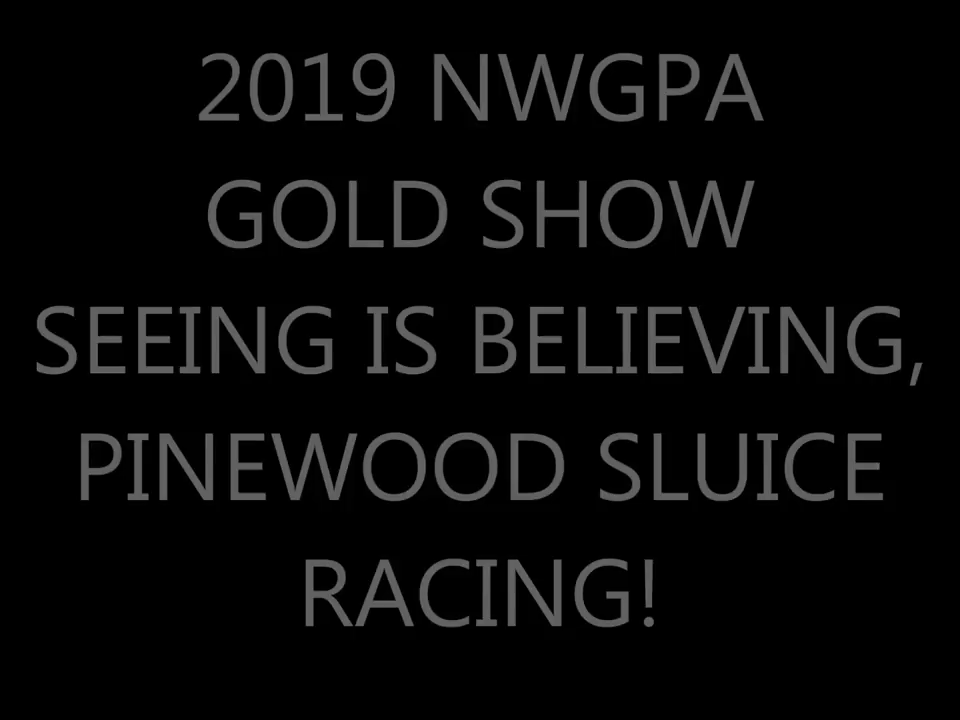 2019 NWGPA
GOLD SHOW
SEEING IS BELIEVING,
PINEWOOD SLUICE
RACING!